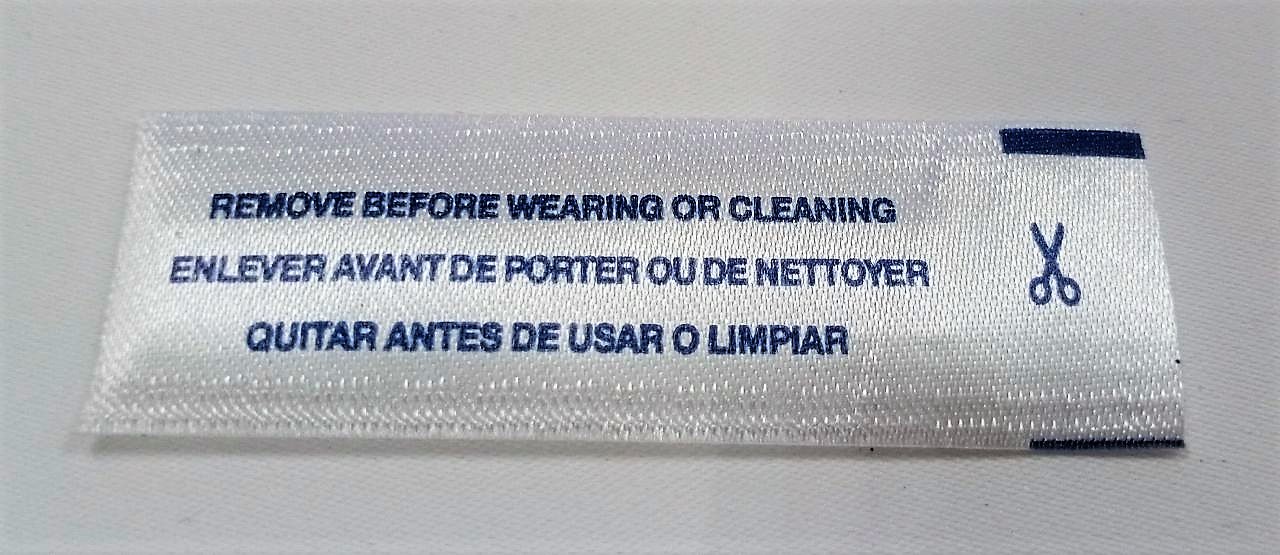 REMOVE BEFORE WEARING OR CLEANING
ENLEVER AVANT DE PORTER OU DE NETTOYER
QUITAR ANTES DE USAR O LIMPIAR